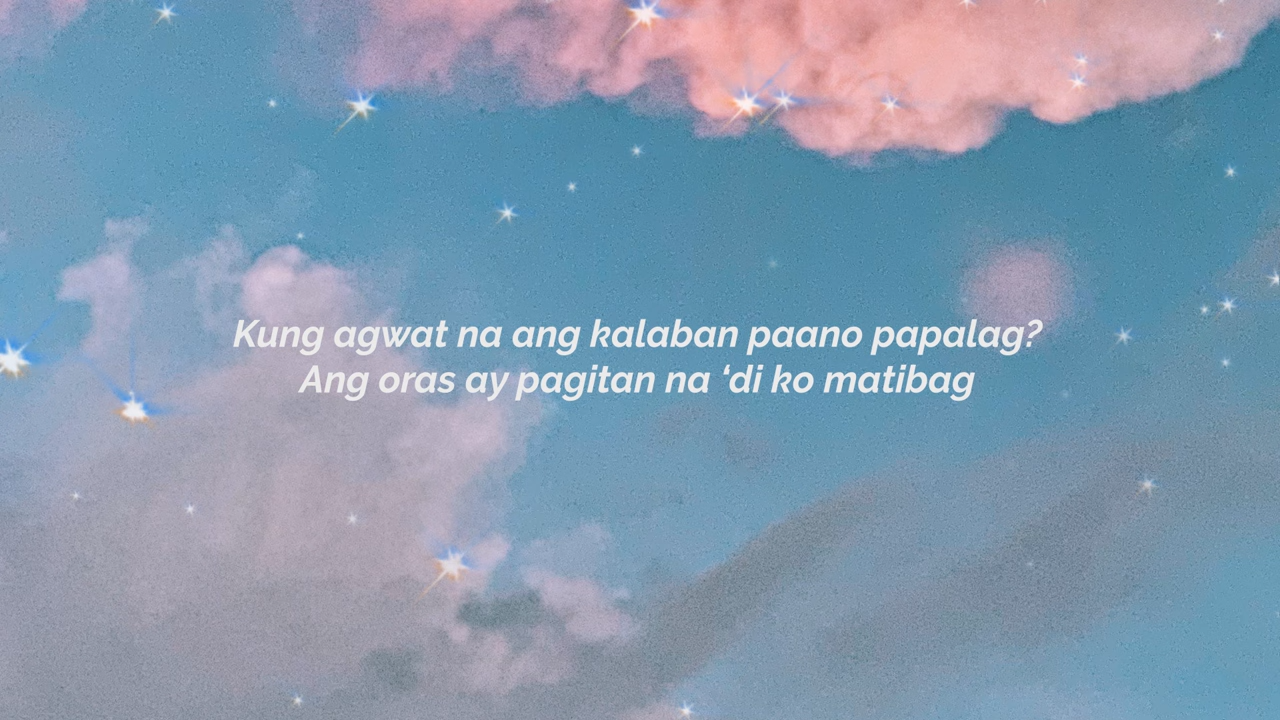 Kung agwat na ang kalaban paano papalag?
Ang oras ay pagitan na ‘di ko matibag